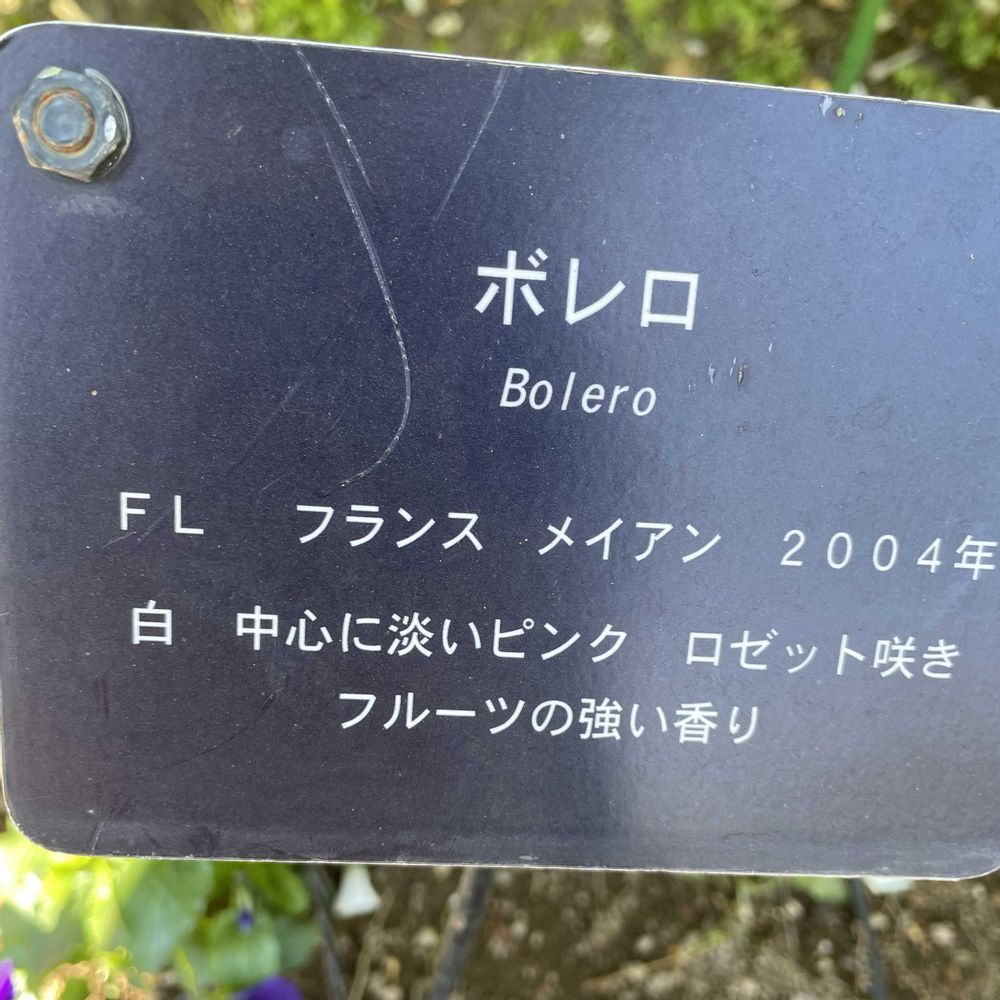 ボレロ
Bolero
ＦＬ　フランス　メイアン　２００４年
白　中心に淡いピンク　ロゼット咲き
フルーツの強い香り